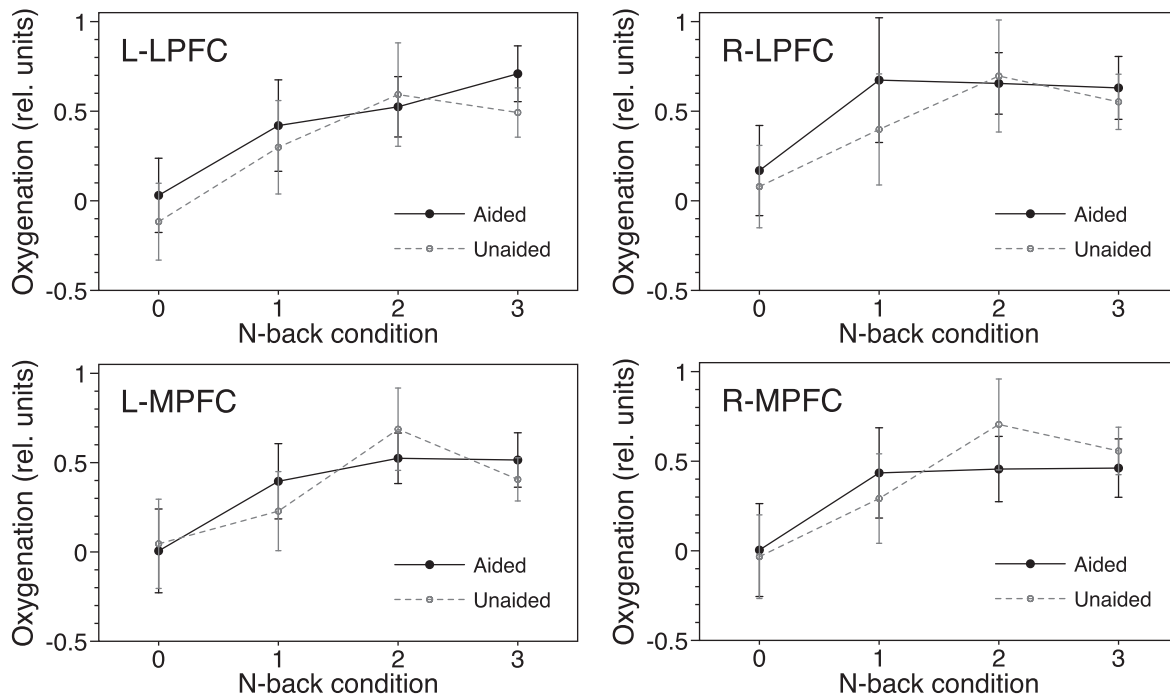 L-LPFC
Oxygenation (rel. units)
1
0.5
0
-0.5
Aided
Unaided
0 1 2 3
N-back condition
R-LPFC
Oxygenation (rel. units)
1
0.5
0
-0.5
Aided
Unaided
0 1 2 3
N-back condition
L-MPFC
Oxygenation (rel. units)
1
0.5
0
-0.5
Aided
Unaided
0 1 2 3
N-back condition
R-MPFC
Oxygenation (rel. units)
1
0.5
0
-0.5
Aided
Unaided
0 1 2 3
N-back condition